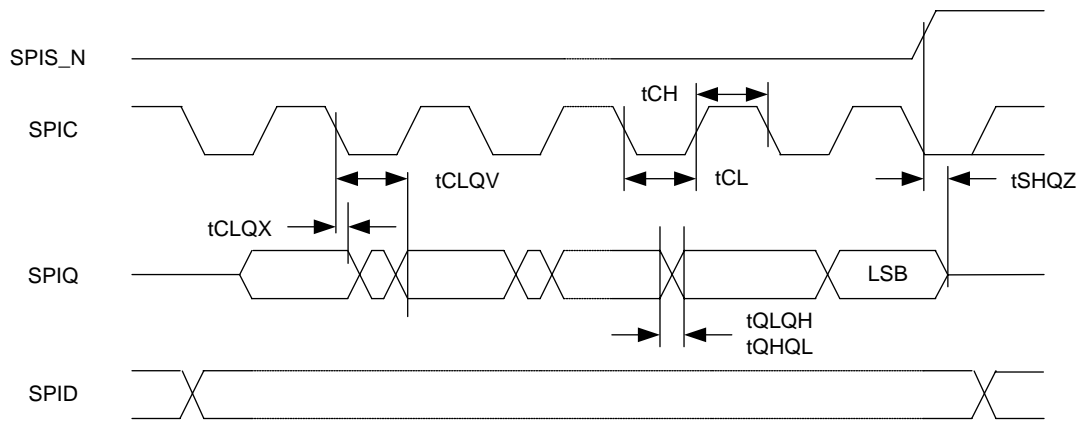 SPIS_N
tCH
SPIC
tCLQV
tCL
tSHQZ
tCLQX
SPIQ
LSB
tQLQH
tQHQL
SPID